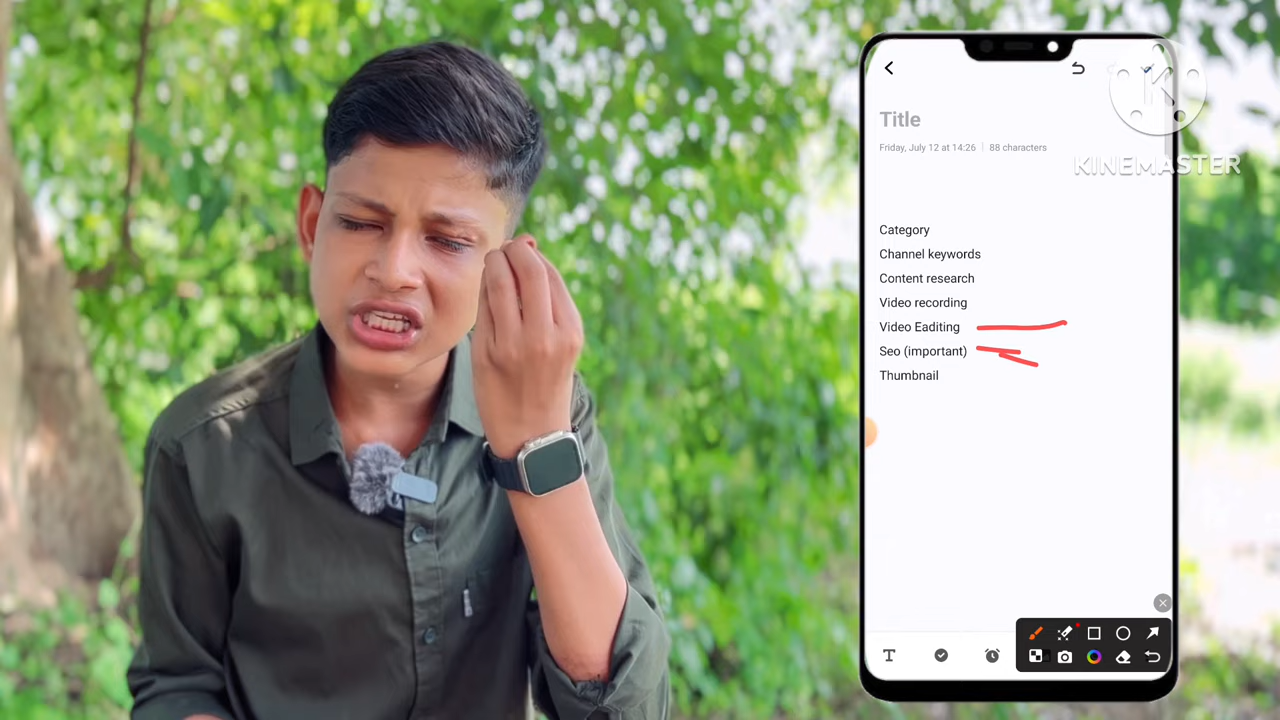 KINEMASTER
Title
Friday, July 12 at 14:26 | 88 characters
Category
Channel keywords
Content research
Video recording
Video Eaditing
Seo (important)
Thumbnail
T